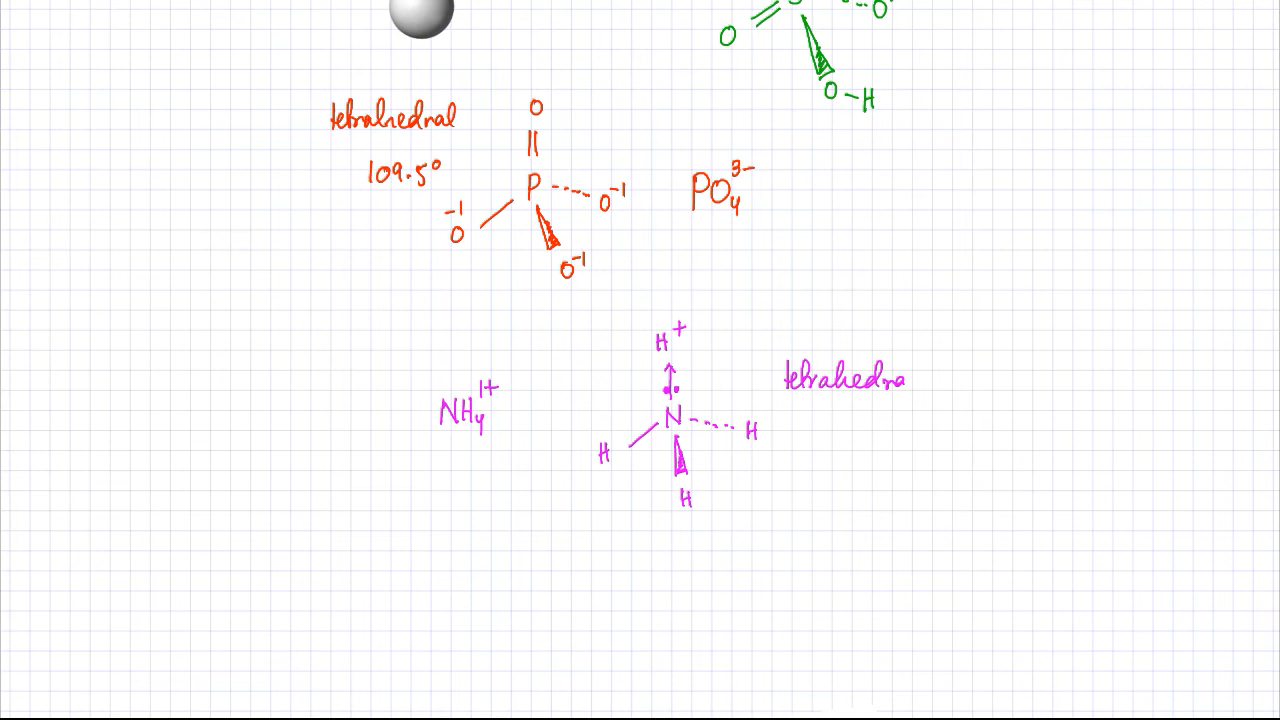 O
O
O-H
tetrahedral
O
109.5°
P
O-1
-1
O
O-1
PO4 3-
H+
tetrahedra
NH4 1+
N
H
H
H